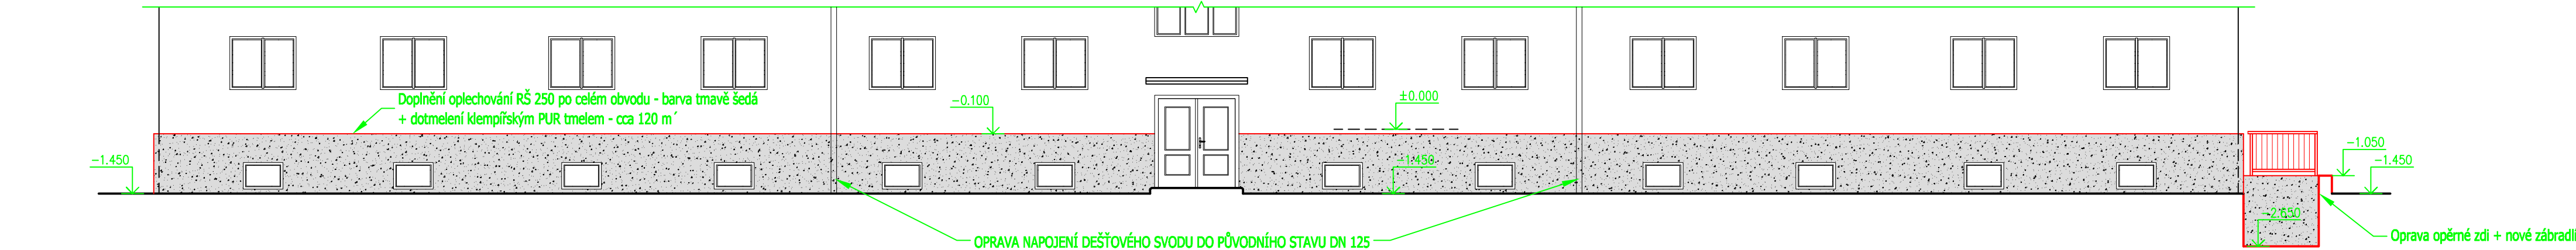 Doplnění oplechování RŠ 250 po celém obvodu - barva tmavě šedá
+ dotmelení klempířským PUR tmelem - cca 120 m´
-0.100
±0.000
-1.450
-1.450
-1.050
-1.450
-2.650
OPRAVA NAPOJENÍ DEŠŤOVÉHO SVODU DO PŮVODNÍHO STAVU DN 125
Oprava opěrné zdi + nové